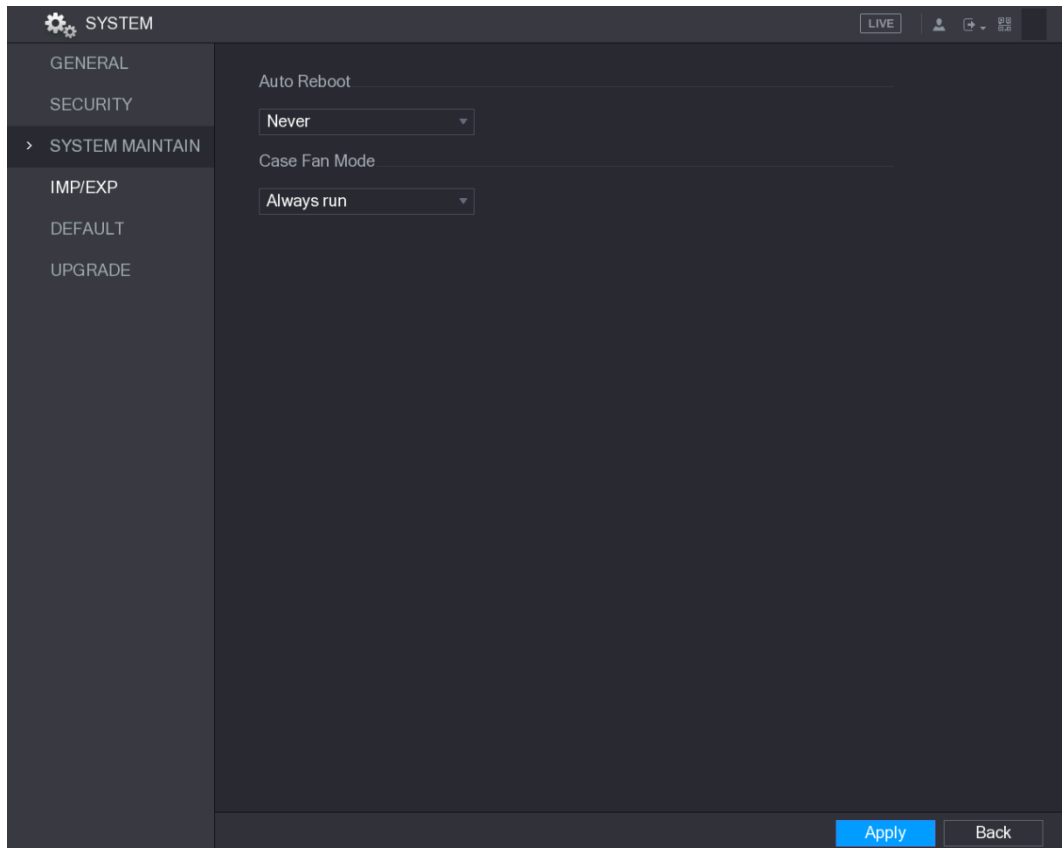 SYSTEM
LIVE
GENERAL
SECURITY
SYSTEM MAINTAIN
IMP/EXP
DEFAULT
UPGRADE
Auto Reboot
Never
Case Fan Mode
Always run
Apply
Back